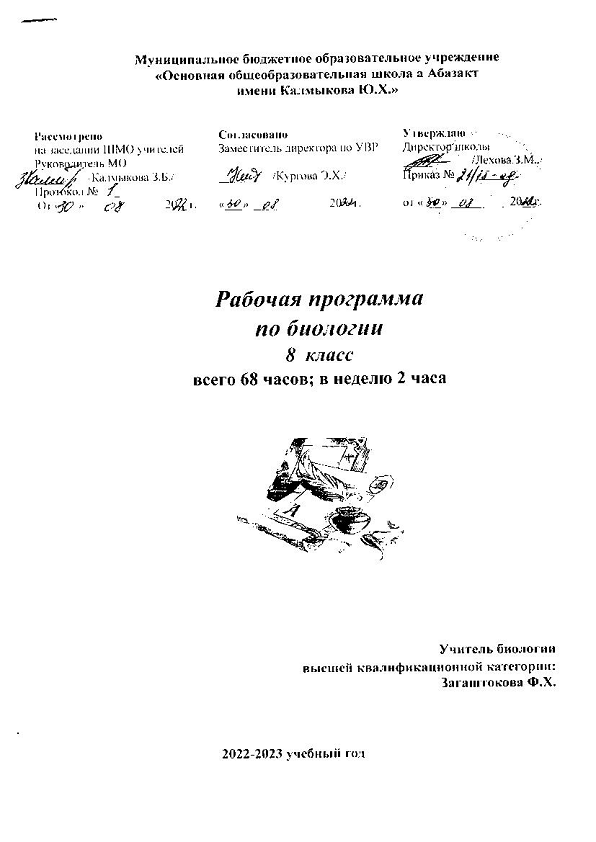 Муниципальное бюджетное образовательное учреждение
«Основная общеобразовательная школа а Абазакт
имени Калмыкова Ю.Х.»
Рассмотрено
на заседании ШМО учителей
Руководитель МО
/Калмыкова З.Б./
Протокол № 1
От «30» 08 2022 г.
Согласовано
Заместитель директора по УВР
/Кургова Э.Х./
«30» 08 2022г.
Утверждаю
Директор школы
/Лехова З.М../
Приказ №
от «30» 08 2022г.
Рабочая программа
по биологии
8 класс
всего 68 часов; в неделю 2 часа
А
Учитель биологии
высшей квалификационной категории:
Загаштокова Ф.Х.
2022-2023 учебный год